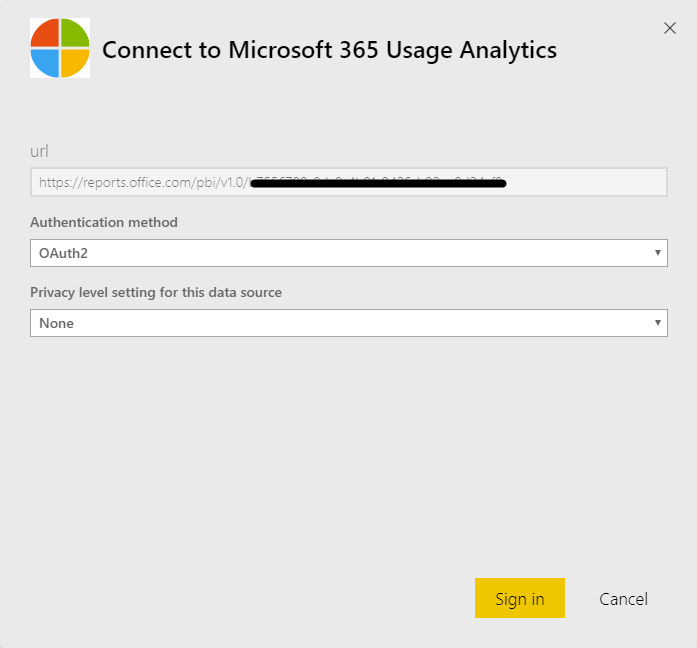 Connect to Microsoft 365 Usage Analytics
url
https://reports.office.com/pbi/v1.0/
Authentication method
OAuth2
Privacy level setting for this data source
None
Sign in Cancel